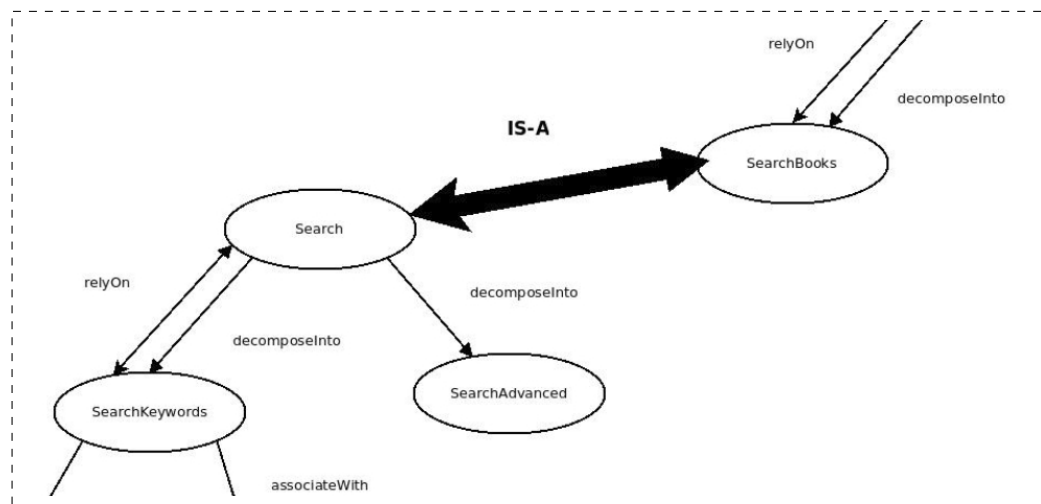 relyOn
decomposeInto
IS-A
SearchBooks
Search
relyOn
decomposeInto
decomposeInto
SearchAdvanced
SearchKeywords
associateWith